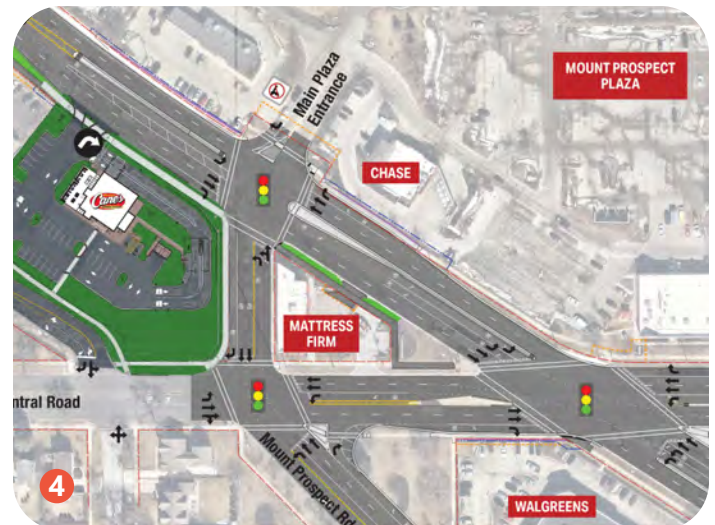 Main Plaza
Entrance
MOUNT PROSPECT
PLAZA
CHASE
Cane's
MATTRESS
FIRM
ntral Road
Mount Prospect Rd
WALGREENS
4